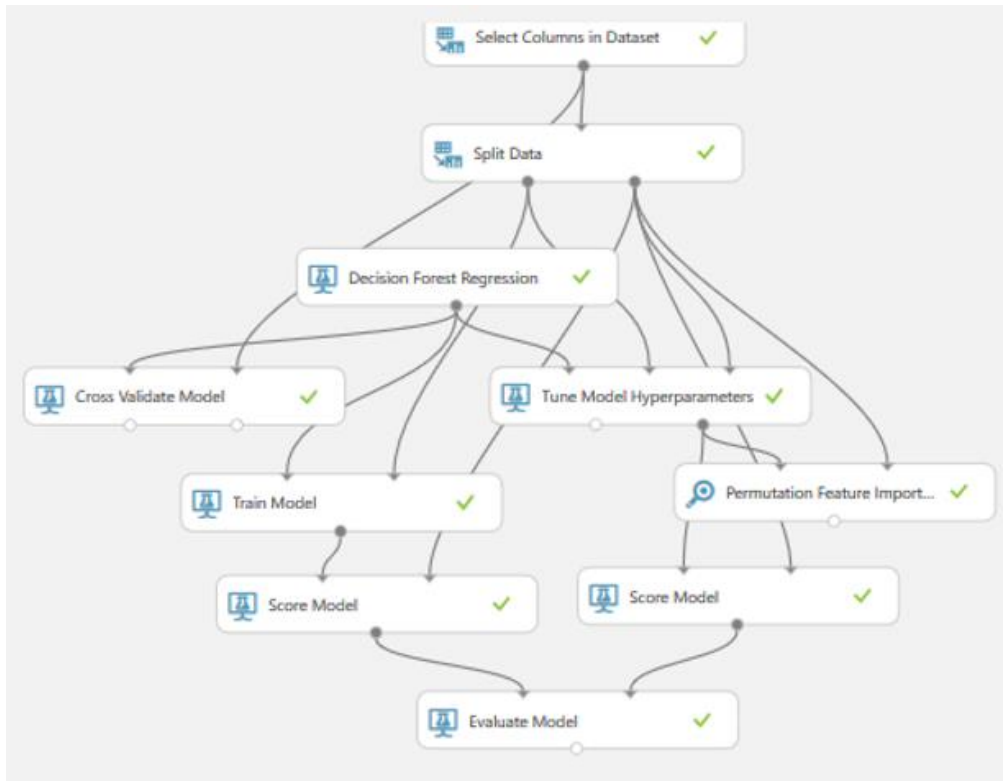 Select Columns in Dataset
Split Data
Decision Forest Regression
Cross Validate Model
Tune Model Hyperparameters
Train Model
Permutation Feature Import...
Score Model
Score Model
Evaluate Model